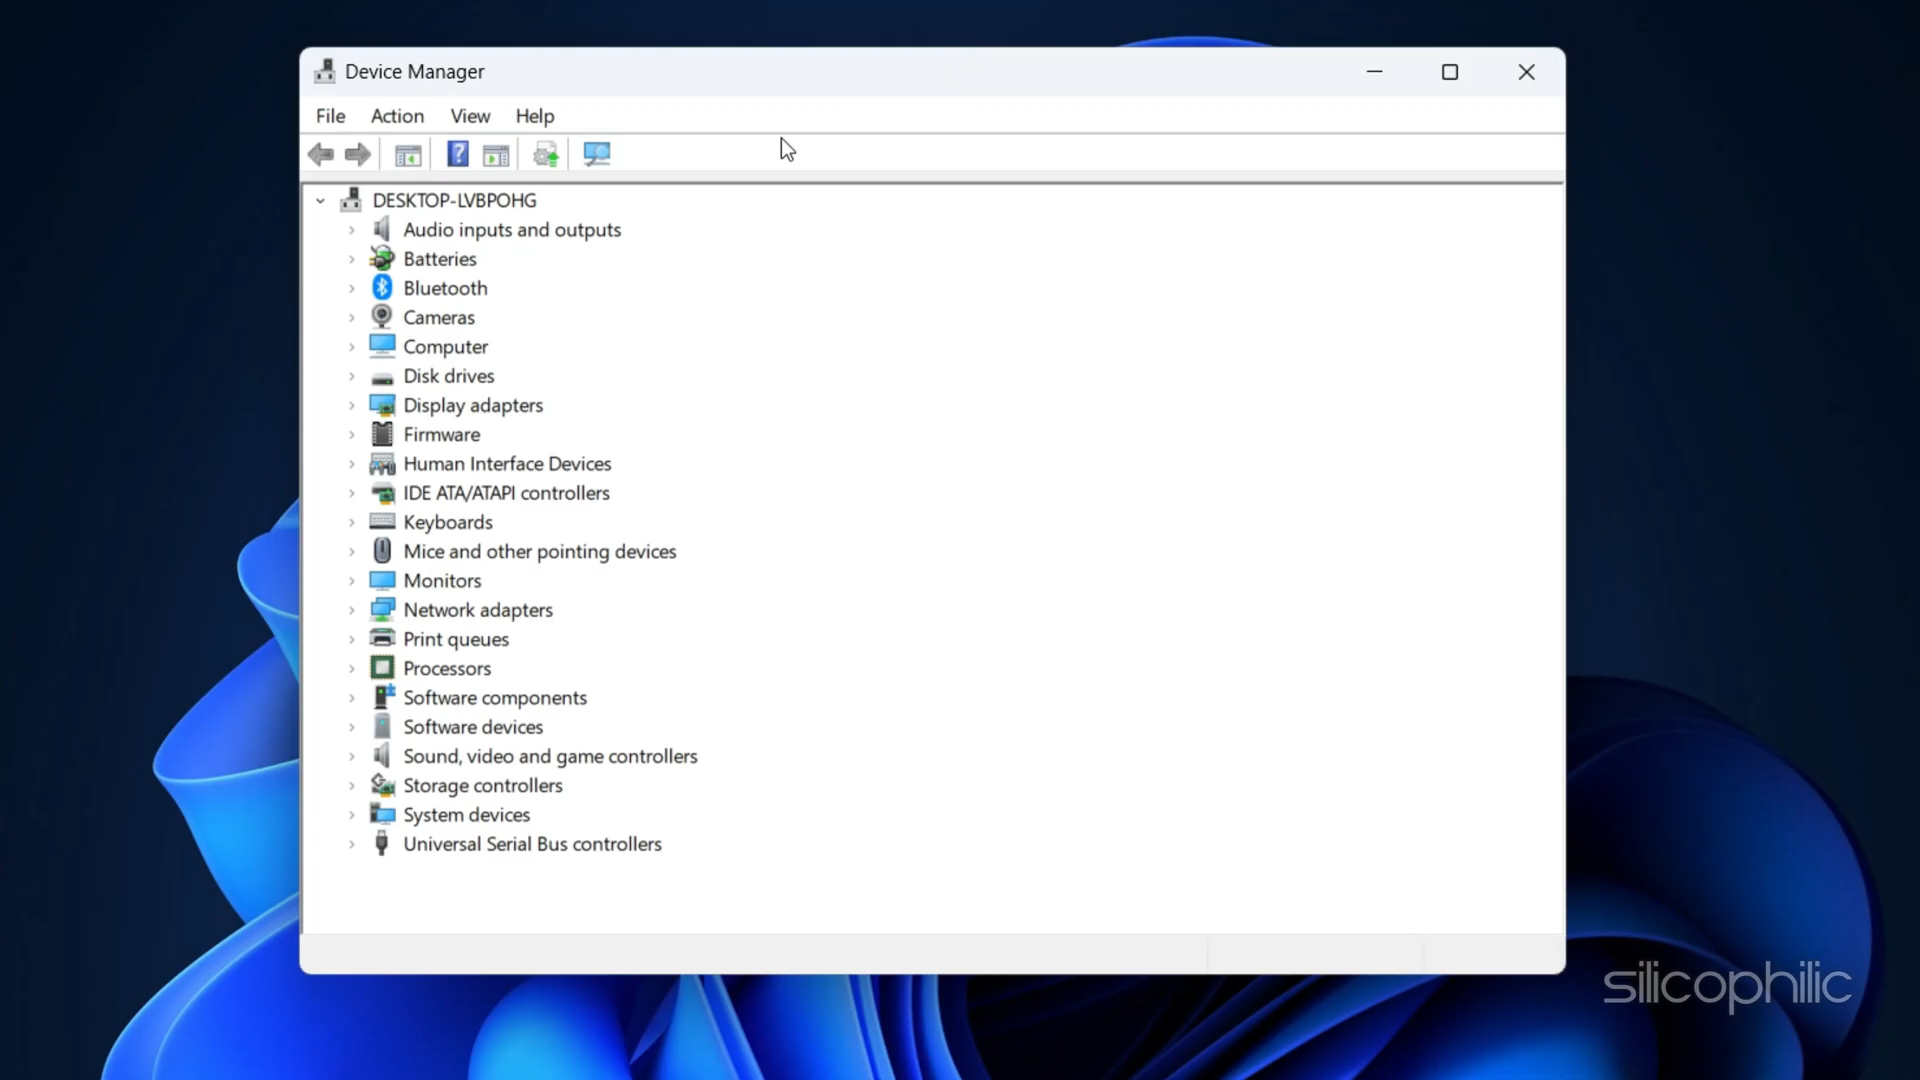 Device Manager
File Action View Help
DESKTOP-LVBPOHG
Audio inputs and outputs
Batteries
Bluetooth
Cameras
Computer
Disk drives
Display adapters
Firmware
Human Interface Devices
IDE ATA/ATAPI controllers
Keyboards
Mice and other pointing devices
Monitors
Network adapters
Print queues
Processors
Software components
Software devices
Sound, video and game controllers
Storage controllers
System devices
Universal Serial Bus controllers
silicophilic